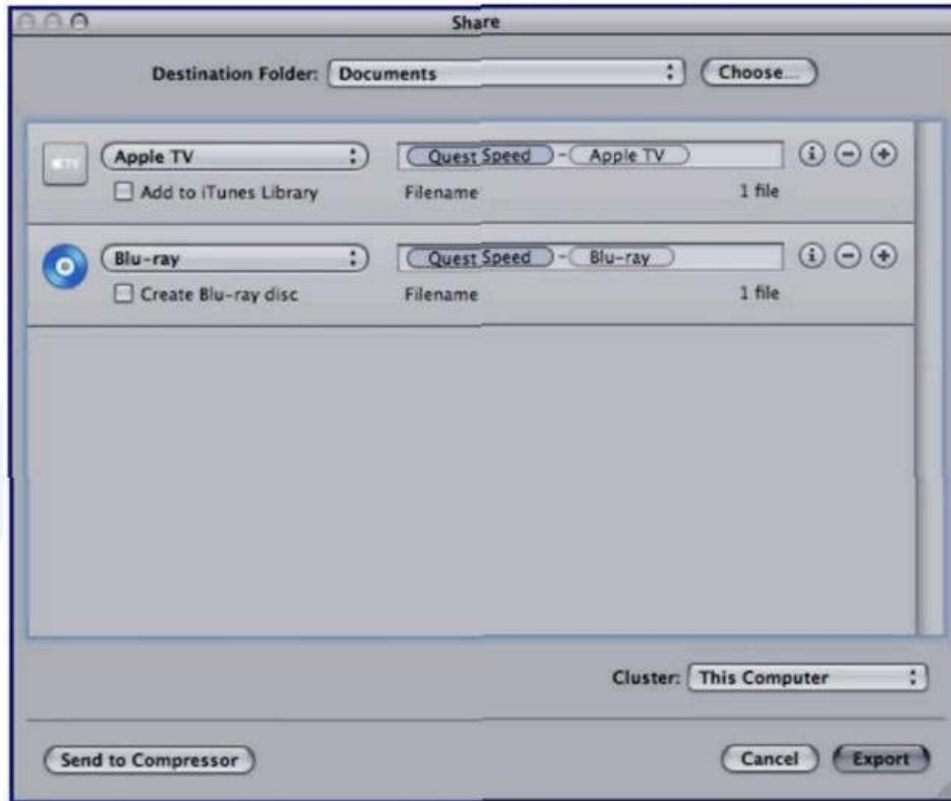 Share
Destination Folder: Documents Choose...
Apple TV Quest Speed - Apple TV
Add to iTunes Library Filename 1 file
Blu-ray Quest Speed - Blu-ray
Create Blu-ray disc Filename 1 file
Cluster: This Computer
Send to Compressor Cancel Export